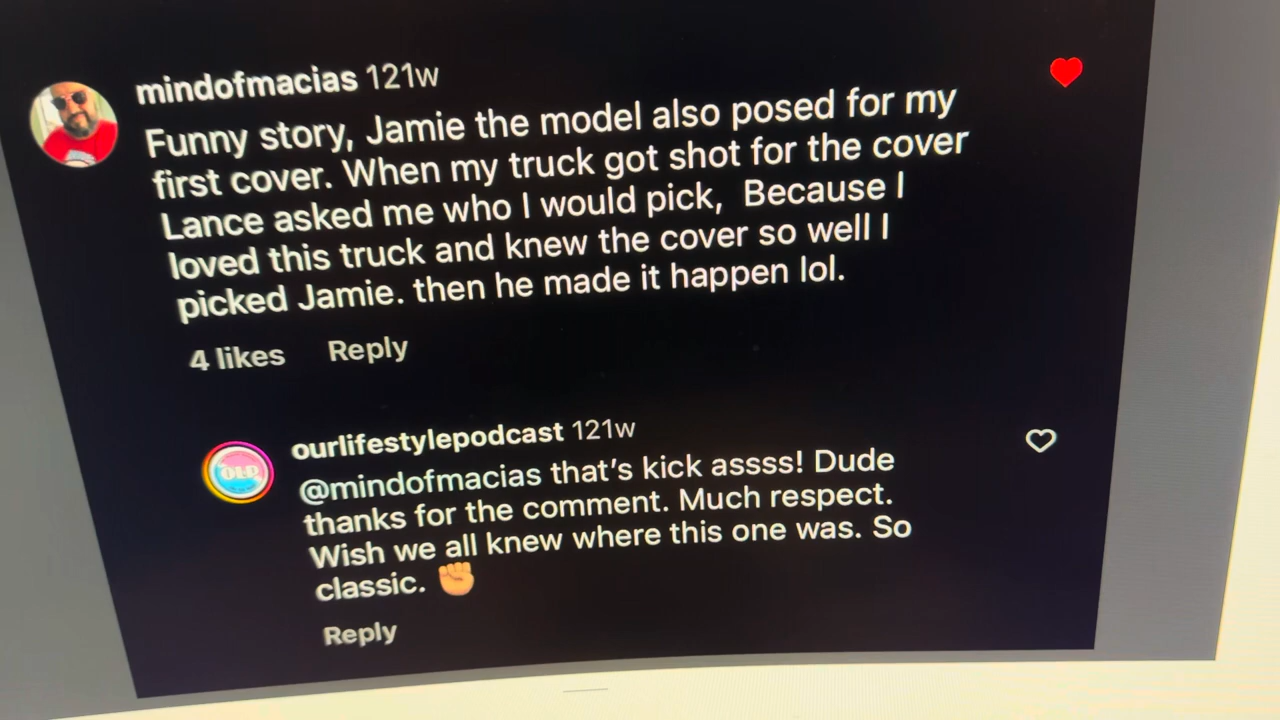 mindofmacias 121w
Funny story, Jamie the model also posed for my
first cover. When my truck got shot for the cover
Lance asked me who I would pick,  Because I
loved this truck and knew the cover so well I
picked Jamie. then he made it happen lol.
4 likes Reply
ourlifestylepodcast 121w
OLP
@mindofmacias that's kick assss! Dude
thanks for the comment. Much respect.
Wish we all knew where this one was. So
classic. ✊
Reply